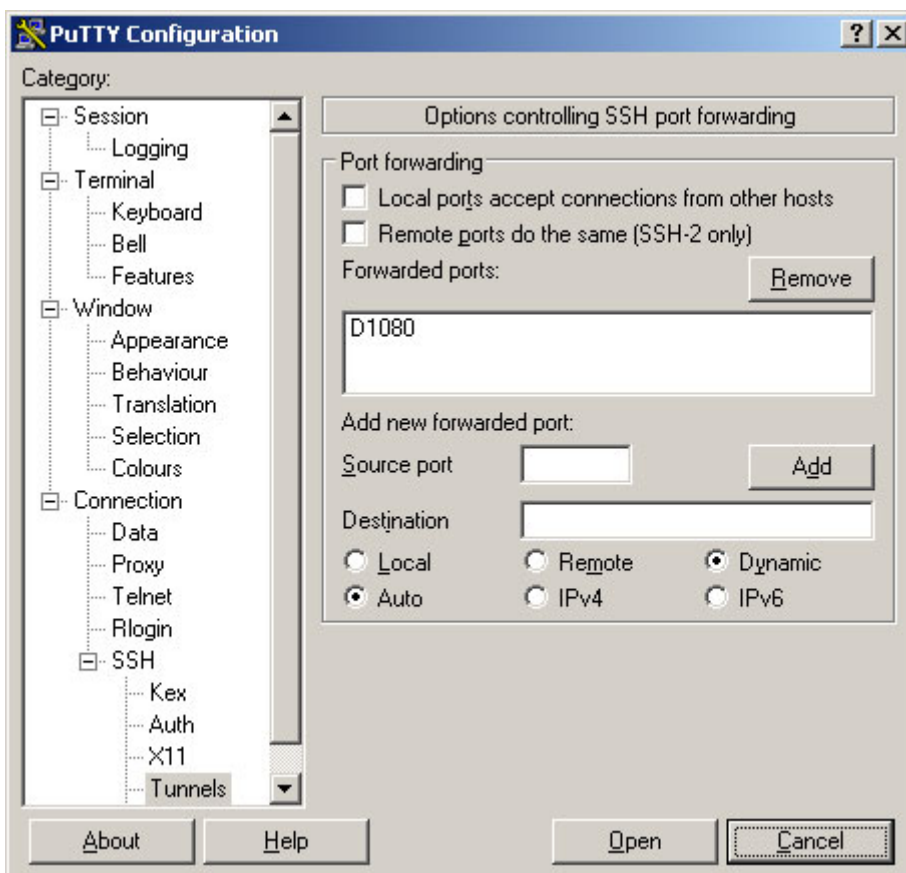 PuTTY Configuration
Category:
Session
Logging
Terminal
Keyboard
Bell
Features
Window
Appearance
Behaviour
Translation
Selection
Colours
Connection
Data
Proxy
Telnet
Rlogin
SSH
Kex
Auth
X11
Tunnels
Options controlling SSH port forwarding
Port forwarding
Local ports accept connections from other hosts
Remote ports do the same (SSH-2 only)
Forwarded ports:
Remove
D1080
Add new forwarded port:
Source port
Add
Destination
Local Remote Dynamic
Auto IPv4 IPv6
About Help Open Cancel